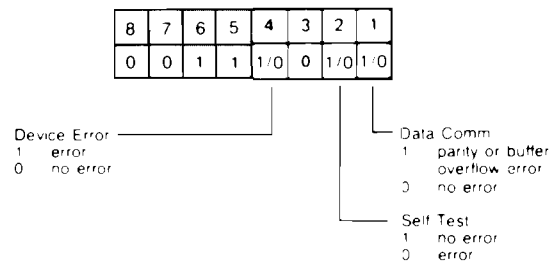 8 7 6 5 4 3 2 1
0 0 1 1 1/0 0 1/0 1/0
Device Error
1 error
0 no error
Data Comm
1 parity or buffer
overflow error
0 no error
Self Test
1 no error
0 error